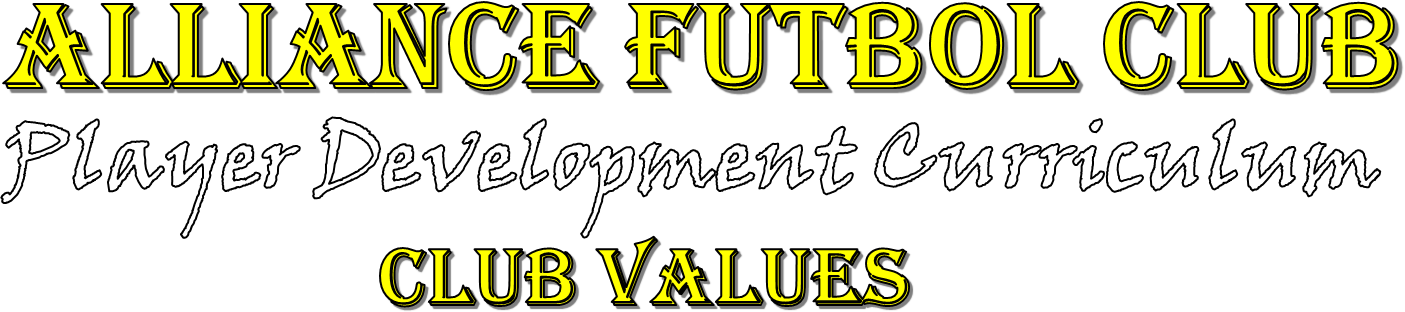 ALLIANCE FUTBOL CLUB
Player Development Curriculum
CLUB VALUES